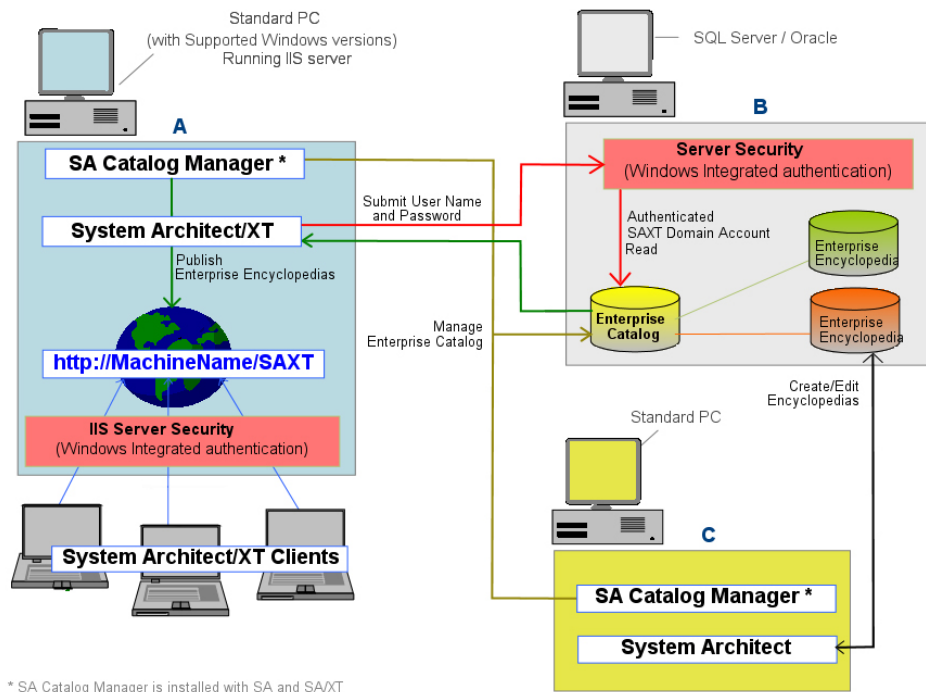 Standard PC
(with Supported Windows versions)
Running IIS server
SQL Server / Oracle
A
B
SA Catalog Manager *
Server Security
(Windows Integrated authentication)
Submit User Name
and Password
System Architect/XT
Authenticated
SAXT Domain Account
Read
Publish
Enterprise Encyclopedias
Enterprise
Encyclopedia
Enterprise
Catalog
Enterprise
Encyclopedia
Manage
Enterprise Catalog
http://MachineName/SAXT
Create/Edit
Encyclopedias
IIS Server Security
(Windows Integrated authentication)
Standard PC
C
System Architect/XT Clients
SA Catalog Manager *
System Architect
* SA Catalog Manager is installed with SA and SA/XT